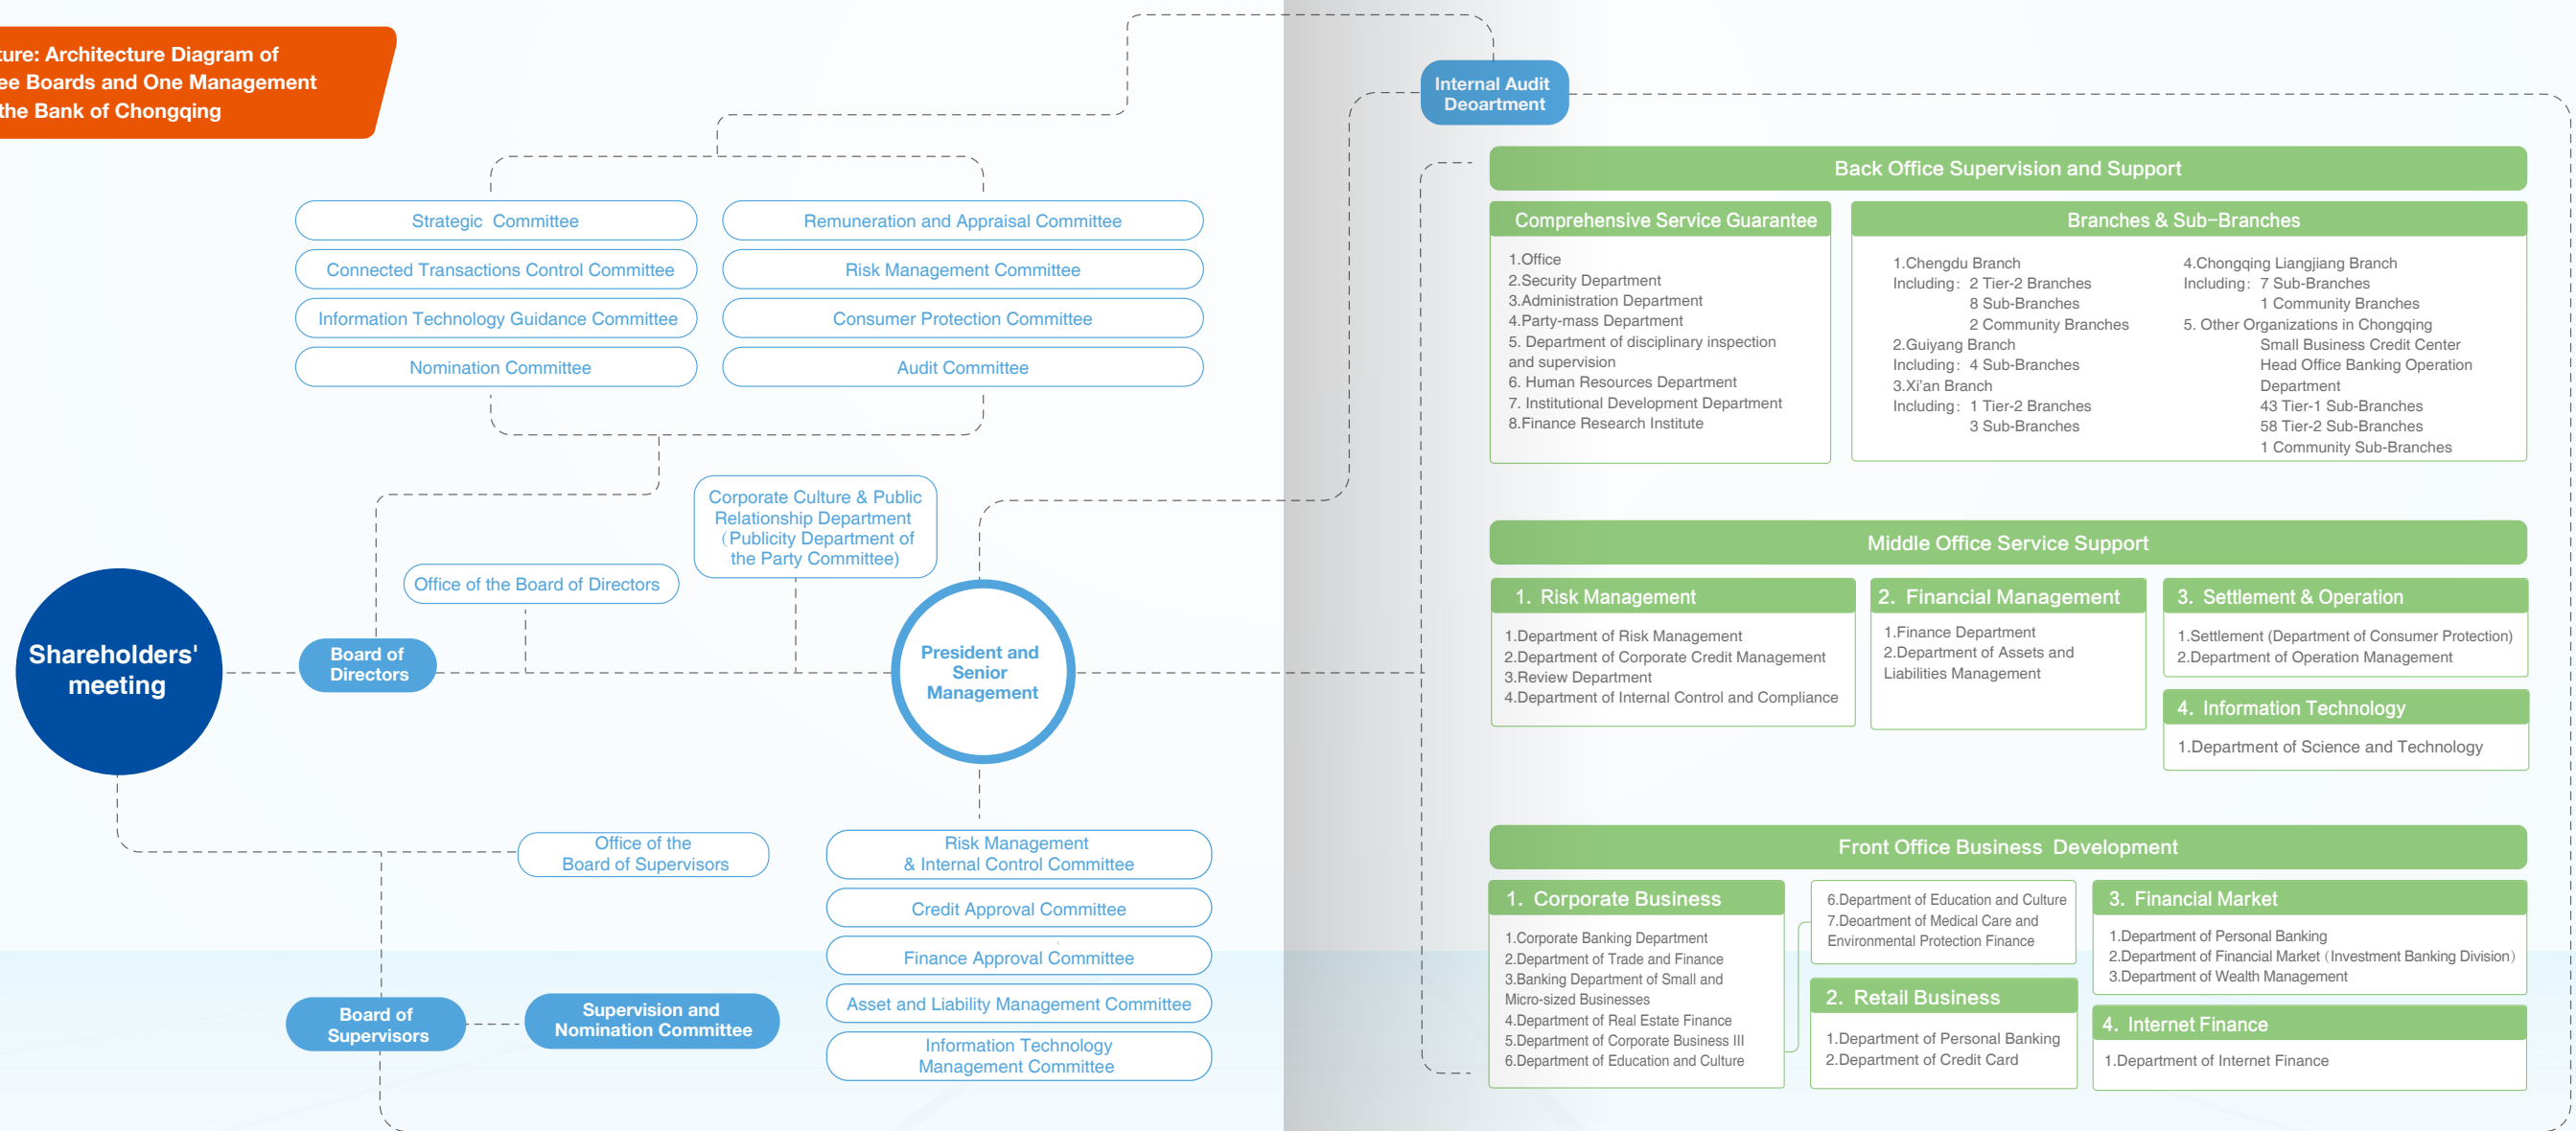 ture: Architecture Diagram of
ee Boards and One Management
the Bank of Chongqing
Internal Audit
Deoartment
Strategic Committee
Remuneration and Appraisal Committee
Connected Transactions Control Committee
Risk Management Committee
Information Technology Guidance Committee
Consumer Protection Committee
Nomination Committee
Audit Committee
Corporate Culture & Public
Relationship Department
（Publicity Department of
the Party Committee)
Office of the Board of Directors
Shareholders'
meeting
Board of
Directors
President and
Senior
Management
Office of the
Board of Supervisors
Board of
Supervisors
Supervision and
Nomination Committee
Risk Management
& Internal Control Committee
Credit Approval Committee
Finance Approval Committee
Asset and Liability Management Committee
Information Technology
Management Committee
Back Office Supervision and Support
Comprehensive Service Guarantee
1.Office
2.Security Department
3.Administration Department
4.Party-mass Department
5. Department of disciplinary inspection
and supervision
6. Human Resources Department
7. Institutional Development Department
8.Finance Research Institute
Branches & Sub-Branches
1.Chengdu Branch
Including: 2 Tier-2 Branches
8 Sub-Branches
2 Community Branches
2.Guiyang Branch
Including: 4 Sub-Branches
3.Xi'an Branch
Including: 1 Tier-2 Branches
3 Sub-Branches
4.Chongqing Liangjiang Branch
Including: 7 Sub-Branches
1 Community Branches
5. Other Organizations in Chongqing
Small Business Credit Center
Head Office Banking Operation
Department
43 Tier-1 Sub-Branches
58 Tier-2 Sub-Branches
1 Community Sub-Branches
Middle Office Service Support
1. Risk Management
1.Department of Risk Management
2.Department of Corporate Credit Management
3.Review Department
4.Department of Internal Control and Compliance
2. Financial Management
1.Finance Department
2.Department of Assets and
Liabilities Management
3. Settlement & Operation
1.Settlement (Department of Consumer Protection)
2.Department of Operation Management
4. Information Technology
1.Department of Science and Technology
Front Office Business Development
1. Corporate Business
1.Corporate Banking Department
2.Department of Trade and Finance
3.Banking Department of Small and
Micro-sized Businesses
4.Department of Real Estate Finance
5.Department of Corporate Business III
6.Department of Education and Culture
6.Department of Education and Culture
7.Deoartment of Medical Care and
Environmental Protection Finance
2. Retail Business
1.Department of Personal Banking
2.Department of Credit Card
3. Financial Market
1.Department of Personal Banking
2.Department of Financial Market（Investment Banking Division）
3.Department of Wealth Management
4. Internet Finance
1.Department of Internet Finance